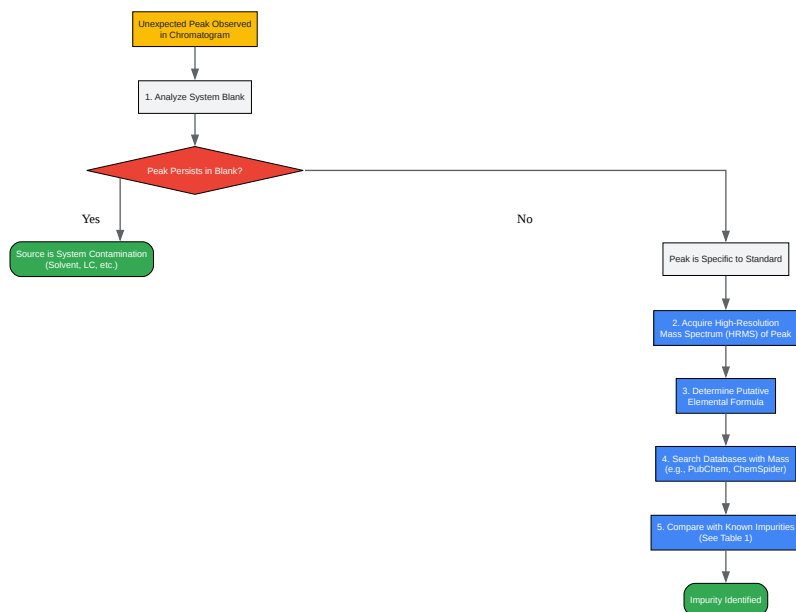 Unexpected Peak Observed
in Chromatogram
1. Analyze System Blank
Peak Persists in Blank?
Yes
No
Source is System Contamination
(Solvent, LC, etc.)
Peak is Specific to Standard
2. Acquire High-Resolution
Mass Spectrum (HRMS) of Peak
3. Determine Putative
Elemental Formula
4. Search Databases with Mass
(e.g., PubChem, ChemSpider)
5. Compare with Known Impurities
(See Table 1)
Impurity Identified